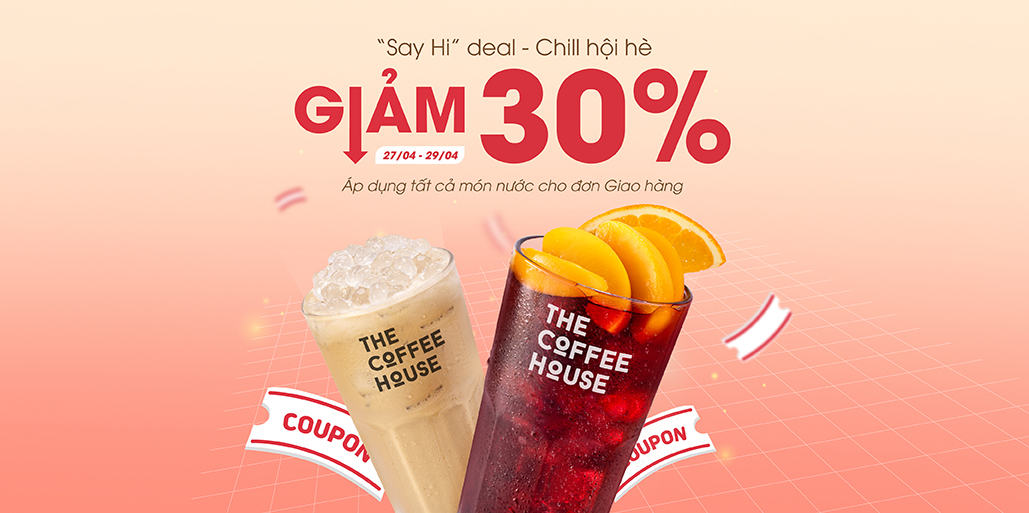 “Say Hi” deal - Chill hội hè
GIẢM 30%
27/04 - 29/04
Áp dụng tất cả món nước cho đơn Giao hàng
THE
COFFEE
HOUSE
THE
COFFEE
HOUSE
COUPON
OUPON